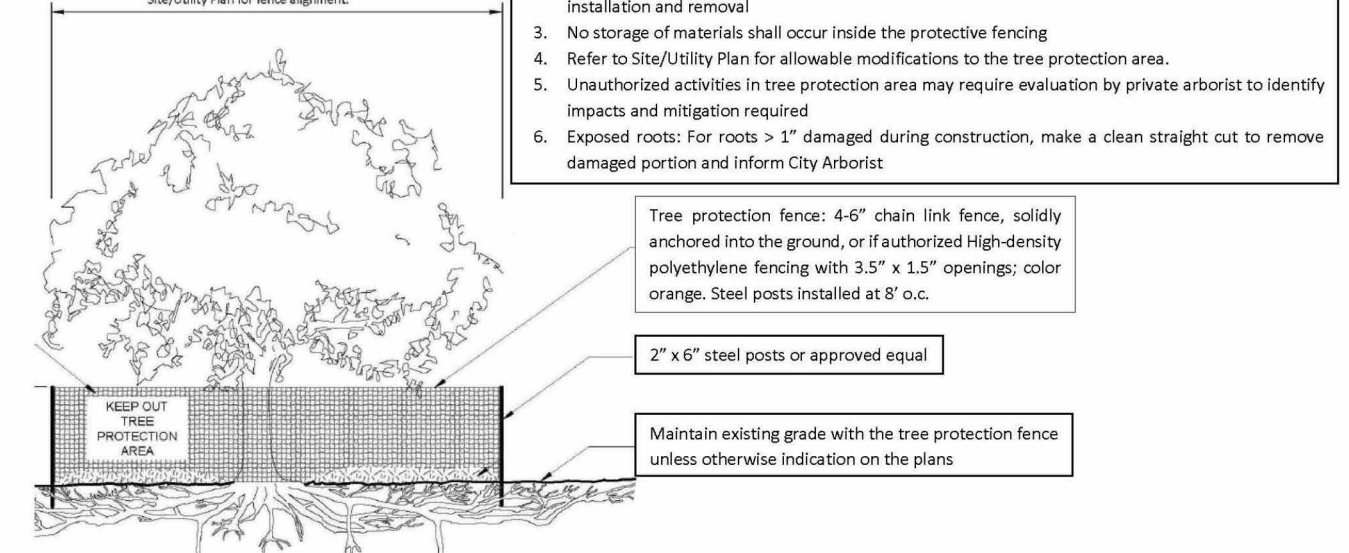 Site/Utility Plan for fence alignment.
installation and removal
3. No storage of materials shall occur inside the protective fencing
4. Refer to Site/Utility Plan for allowable modifications to the tree protection area.
5. Unauthorized activities in tree protection area may require evaluation by private arborist to identify
impacts and mitigation required
6. Exposed roots: For roots > 1” damaged during construction, make a clean straight cut to remove
damaged portion and inform City Arborist
Tree protection fence: 4-6” chain link fence, solidly
anchored into the ground, or if authorized High-density
polyethylene fencing with 3.5” x 1.5” openings; color
orange. Steel posts installed at 8’ o.c.
2” x 6” steel posts or approved equal
KEEP OUT
TREE
PROTECTION
AREA
Maintain existing grade with the tree protection fence
unless otherwise indication on the plans